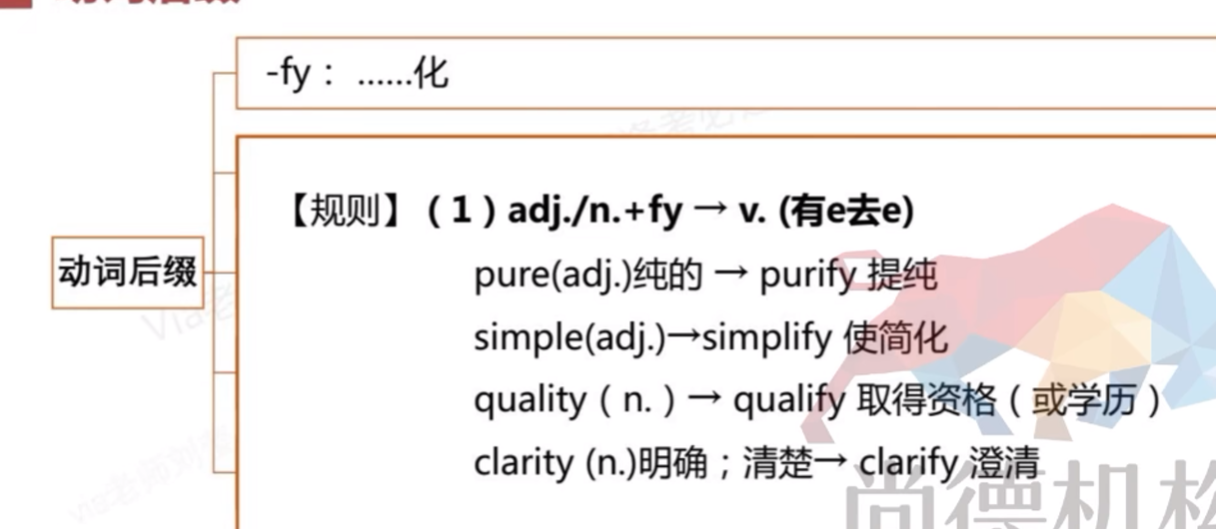 -fy： ......化
【规则】（1）adj./n.+fy → v. (有e去e)
pure(adj.)纯的 → purify 提纯
动词后缀
simple(adj.)→simplify 使简化
quality（n.）→ qualify 取得资格（或学历）
clarity (n.)明确；清楚→ clarify 澄清
尚德机构